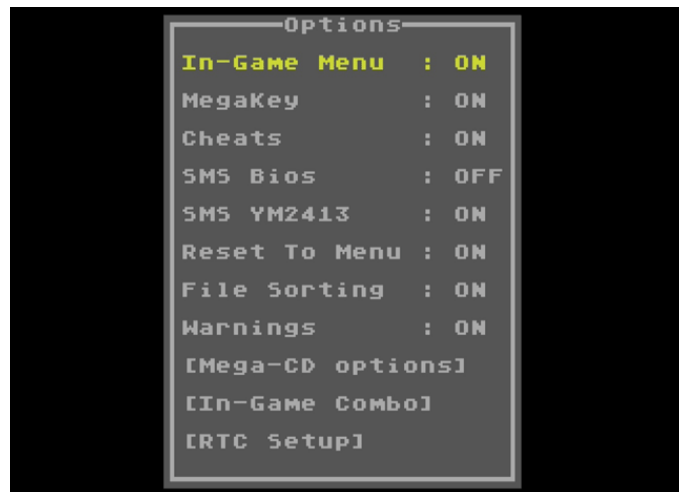 Options
In-Game Menu : ON
MegaKey : ON
Cheats : ON
SMS Bios : OFF
SMS YM2413 : ON
Reset To Menu : ON
File Sorting : ON
Warnings : ON
[Mega-CD options]
[In-Game Combo]
[RTC Setup]